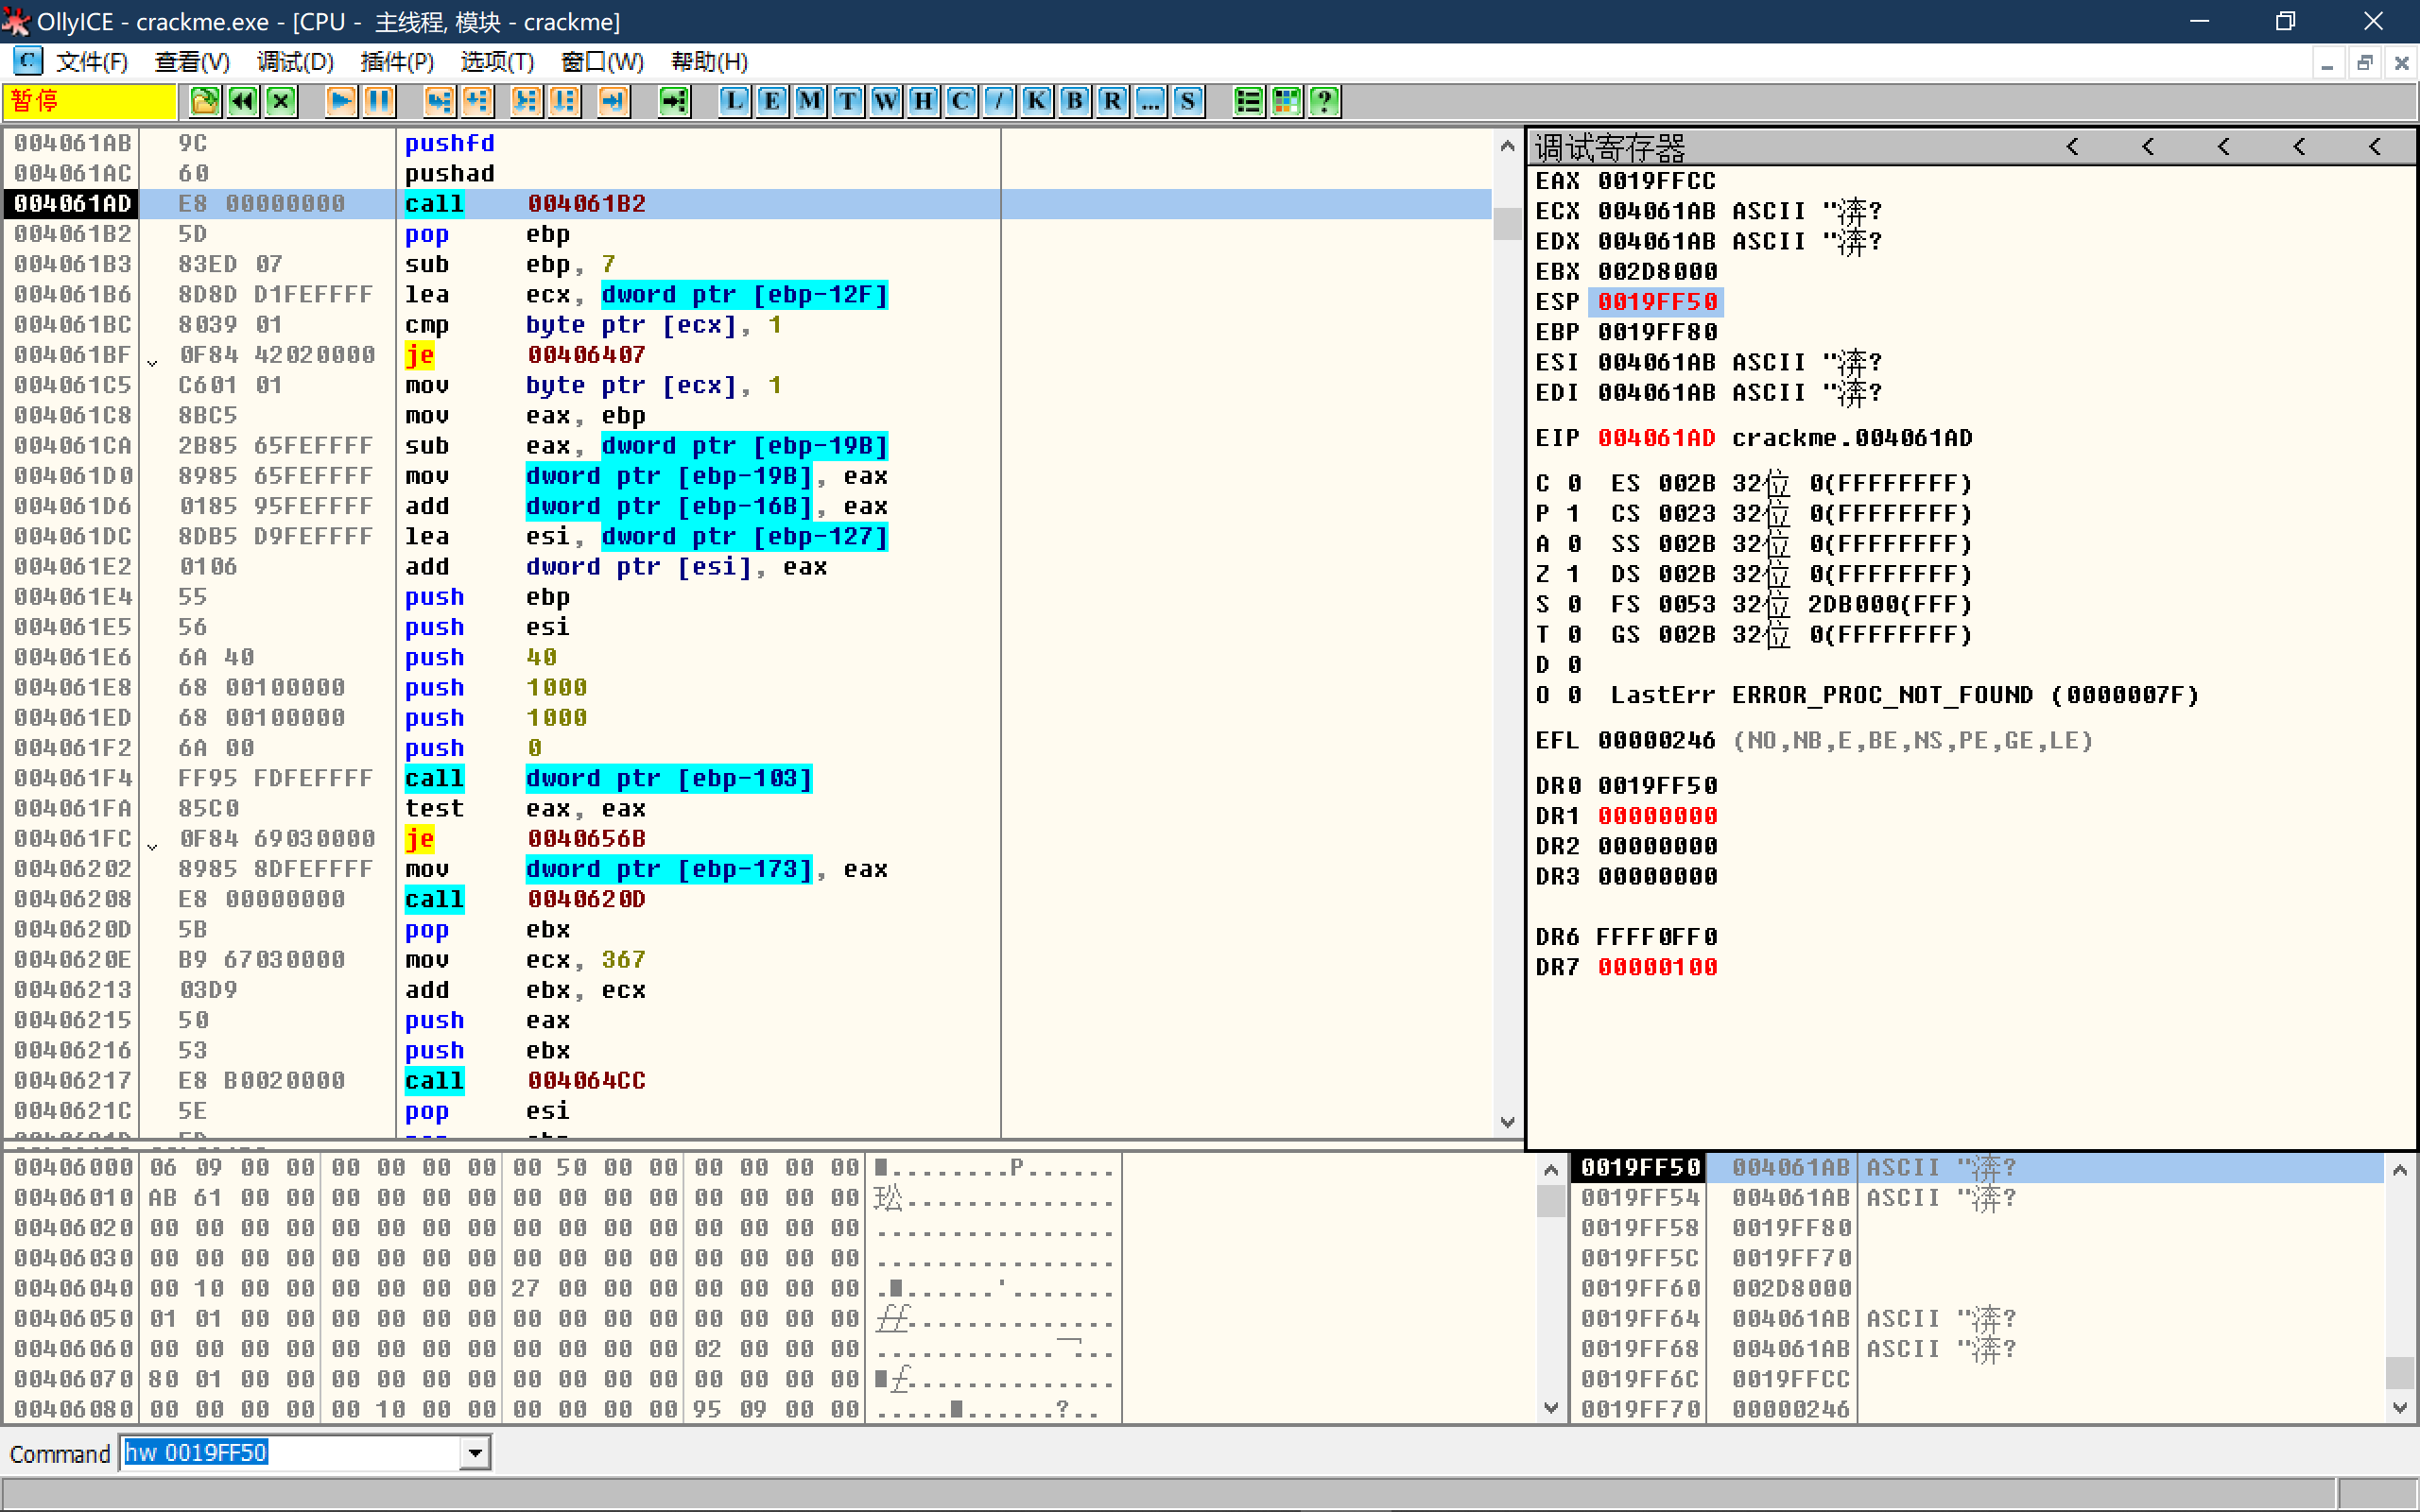 OllyICE - crackme.exe - [CPU - 主线程, 模块 - crackme]
文件(F) 查看(V) 调试(D) 插件(P) 选项(T) 窗口(W) 帮助(H)
暂停 L E M T W H C / K B R ... S ?
004061AB 9C pushfd
004061AC 60 pushad
004061AD E8 00000000 call 004061B2
004061B2 5D pop ebp
004061B3 83ED 07 sub ebp, 7
004061B6 8D8D D1FEFFFF lea ecx, dword ptr [ebp-12F]
004061BC 8039 01 cmp byte ptr [ecx], 1
004061BF 0F84 42020000 je 00406407
004061C5 C601 01 mov byte ptr [ecx], 1
004061C8 8BC5 mov eax, ebp
004061CA 2B85 65FEFFFF sub eax, dword ptr [ebp-19B]
004061D0 8985 65FEFFFF mov dword ptr [ebp-19B], eax
004061D6 0185 95FEFFFF add dword ptr [ebp-16B], eax
004061DC 8DB5 D9FEFFFF lea esi, dword ptr [ebp-127]
004061E2 0106 add dword ptr [esi], eax
004061E4 55 push ebp
004061E5 56 push esi
004061E6 6A 40 push 40
004061E8 68 00100000 push 1000
004061ED 68 00100000 push 1000
004061F2 6A 00 push 0
004061F4 FF95 FDFEFFFF call dword ptr [ebp-103]
004061FA 85C0 test eax, eax
004061FC 0F84 69030000 je 0040656B
00406202 8985 8DFEFFFF mov dword ptr [ebp-173], eax
00406208 E8 00000000 call 0040620D
0040620D 5B pop ebx
0040620E B9 67030000 mov ecx, 367
00406213 03D9 add ebx, ecx
00406215 50 push eax
00406216 53 push ebx
00406217 E8 B0020000 call 004064CC
0040621C 5E pop esi
调试寄存器 < < < < <
EAX 0019FFCC
ECX 004061AB ASCII "溿?
EDX 004061AB ASCII "溿?
EBX 002D8000
ESP 0019FF50
EBP 0019FF80
ESI 004061AB ASCII "溿?
EDI 004061AB ASCII "溿?
EIP 004061AD crackme.004061AD
C 0 ES 002B 32位 0(FFFFFFFF)
P 1 CS 0023 32位 0(FFFFFFFF)
A 0 SS 002B 32位 0(FFFFFFFF)
Z 1 DS 002B 32位 0(FFFFFFFF)
S 0 FS 0053 32位 2DB000(FFF)
T 0 GS 002B 32位 0(FFFFFFFF)
D 0
O 0 LastErr ERROR_PROC_NOT_FOUND (0000007F)
EFL 00000246 (NO,NB,E,BE,NS,PE,GE,LE)
DR0 0019FF50
DR1 00000000
DR2 00000000
DR3 00000000
DR6 FFFF0FF0
DR7 00000100
00406000 06 09 00 00 00 00 00 00 00 50 00 00 00 00 00 00 ■........P......
00406010 AB 61 00 00 00 00 00 00 00 00 00 00 00 00 00 00 玜..............
00406020 00 00 00 00 00 00 00 00 00 00 00 00 00 00 00 00 ................
00406030 00 00 00 00 00 00 00 00 00 00 00 00 00 00 00 00 ................
00406040 00 10 00 00 00 00 00 00 27 00 00 00 00 00 00 00 .■......'.......
00406050 01 01 00 00 00 00 00 00 00 00 00 00 00 00 00 00 ..............
00406060 00 00 00 00 00 00 00 00 00 00 00 00 02 00 00 00 ............¬...
00406070 80 01 00 00 00 00 00 00 00 00 00 00 00 00 00 00 ■..............
00406080 00 00 00 00 00 10 00 00 00 00 00 00 95 09 00 00 .....■......?..
0019FF50 004061AB ASCII "溿?
0019FF54 004061AB ASCII "溿?
0019FF58 0019FF80
0019FF5C 0019FF70
0019FF60 002D8000
0019FF64 004061AB ASCII "溿?
0019FF68 004061AB ASCII "溿?
0019FF6C 0019FFCC
0019FF70 00000246
Command hw 0019FF50